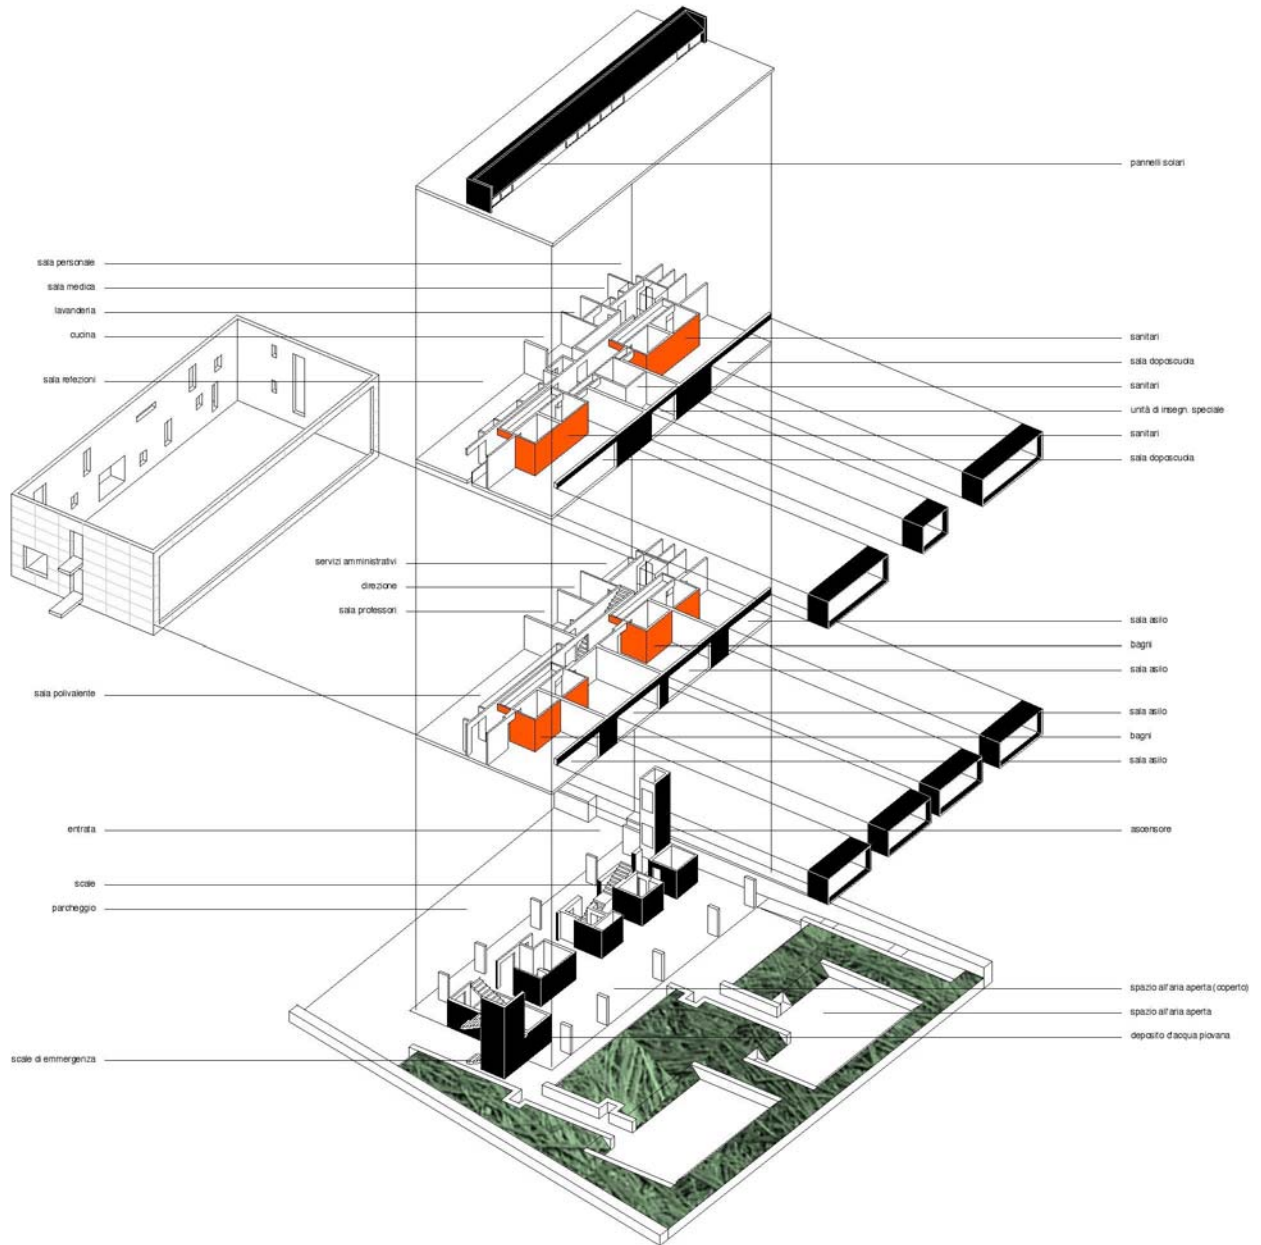 pannelli solari
sala personale
sala medica
lavanderia
cucina
sala refezioni
sanitari
sala doposcuola
sanitari
unità di insegn. speciale
sanitari
sala doposcuola
servizi amministrativi
direzione
sala professori
sala polivalente
sala asilo
bagni
sala asilo
sala asilo
bagni
sala asilo
entrata
scale
parcheggio
ascensore
scale di emmergenza
spazio all'aria aperta (coperto)
spazio all'aria aperta
deposito d'acqua piovana